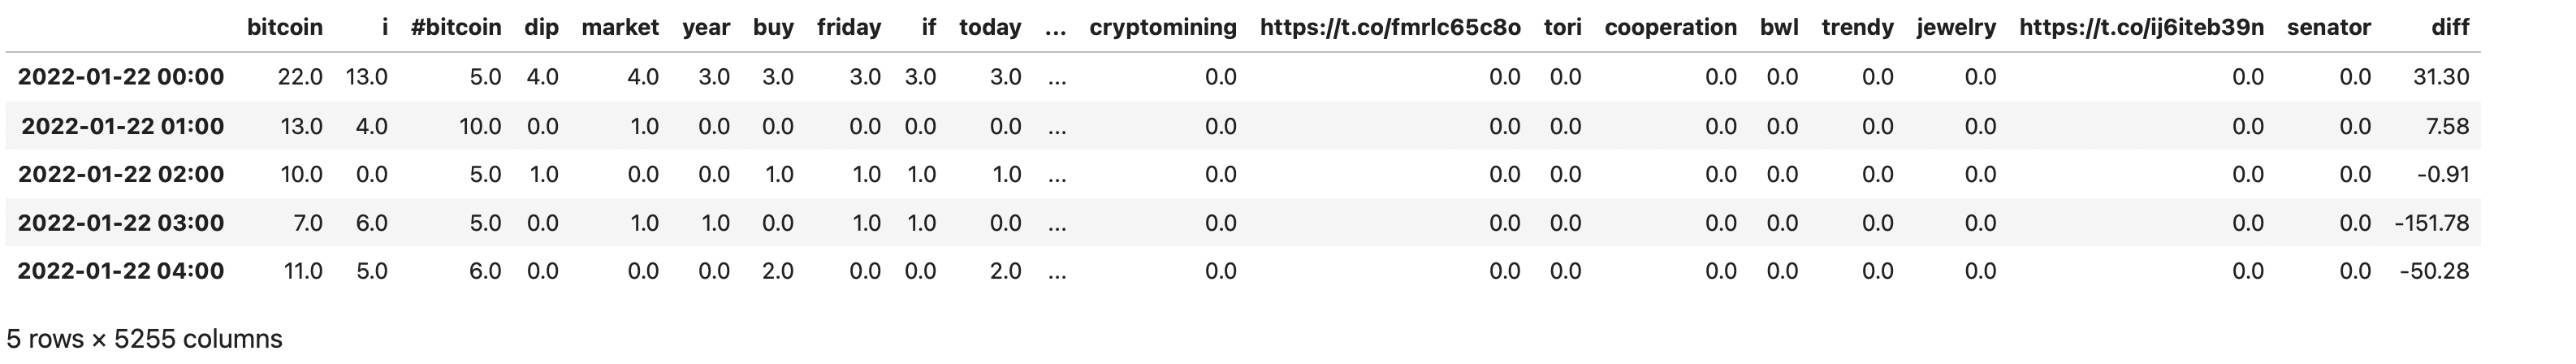 bitcoin i #bitcoin dip market year buy friday if today ... cryptomining https://t.co/fmrlc65c8o tori cooperation bwl trendy jewelry https://t.co/ij6iteb39n senator diff
2022-01-22 00:00 22.0 13.0 5.0 4.0 4.0 3.0 3.0 3.0 3.0 3.0 ... 0.0 0.0 0.0 0.0 0.0 0.0 0.0 0.0 0.0 31.30
2022-01-22 01:00 13.0 4.0 10.0 0.0 1.0 0.0 0.0 0.0 0.0 0.0 ... 0.0 0.0 0.0 0.0 0.0 0.0 0.0 0.0 0.0 7.58
2022-01-22 02:00 10.0 0.0 5.0 1.0 0.0 0.0 1.0 1.0 1.0 1.0 ... 0.0 0.0 0.0 0.0 0.0 0.0 0.0 0.0 0.0 -0.91
2022-01-22 03:00 7.0 6.0 5.0 0.0 1.0 1.0 0.0 1.0 1.0 0.0 ... 0.0 0.0 0.0 0.0 0.0 0.0 0.0 0.0 0.0 -151.78
2022-01-22 04:00 11.0 5.0 6.0 0.0 0.0 0.0 2.0 0.0 0.0 2.0 ... 0.0 0.0 0.0 0.0 0.0 0.0 0.0 0.0 0.0 -50.28
5 rows × 5255 columns